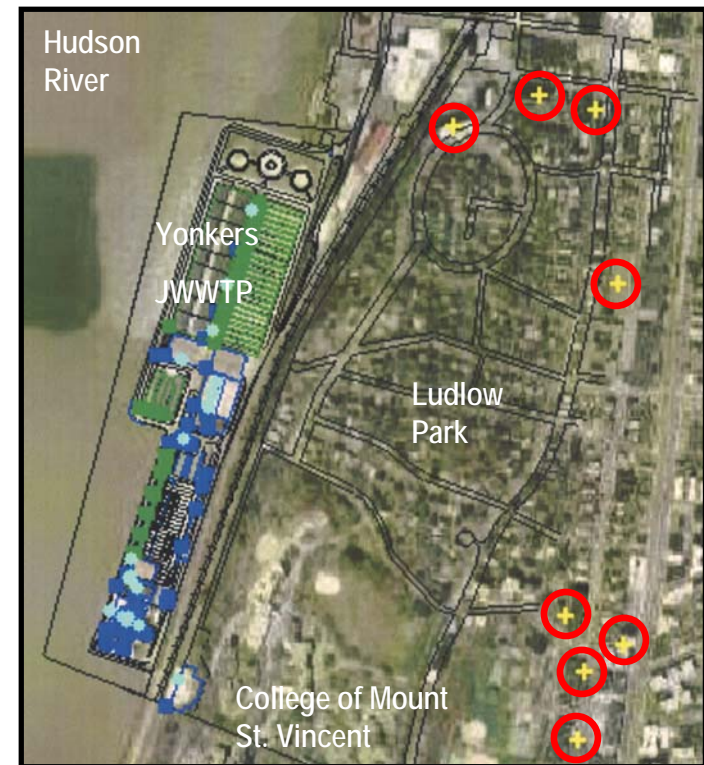 Hudson
River
Yonkers
JWWTP
Ludlow
Park
College of Mount
St. Vincent